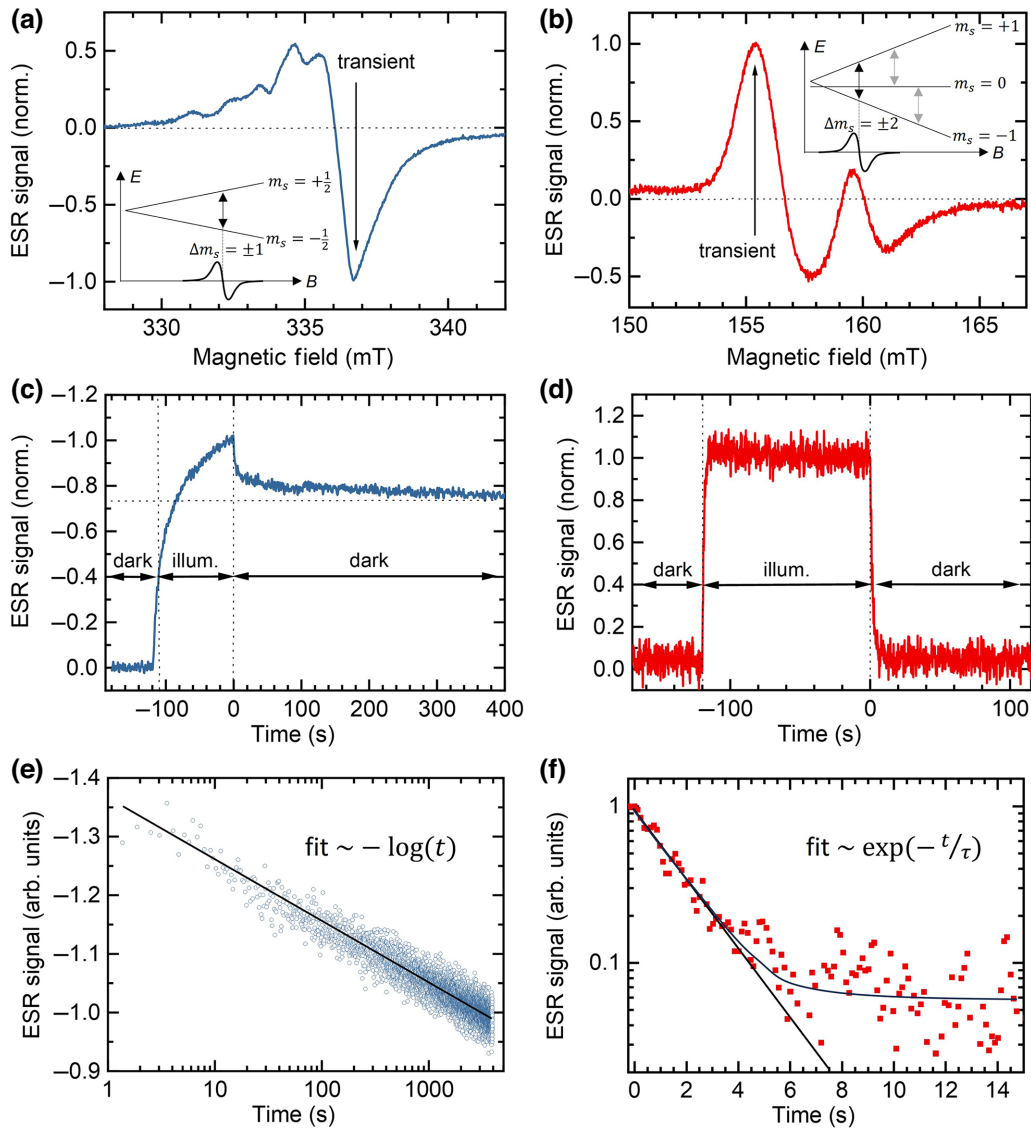 (a)
ESR signal (norm.)
0.5
0.0
−0.5
−1.0
transient
E
m_s = +1/2
m_s = −1/2
Δm_s = ±1
B
330
335
340
Magnetic field (mT)
(b)
ESR signal (norm.)
1.0
0.5
0.0
−0.5
transient
E
m_s = +1
m_s = 0
m_s = −1
Δm_s = ±2
B
150
155
160
165
Magnetic field (mT)
(c)
ESR signal (norm.)
−1.2
−1.0
−0.8
−0.6
−0.4
−0.2
0.0
dark
illum.
dark
−100
0
100
200
300
400
Time (s)
(d)
ESR signal (norm.)
1.2
1.0
0.8
0.6
0.4
0.2
0.0
dark
illum.
dark
−100
0
100
Time (s)
(e)
ESR signal (arb. units)
−1.4
−1.3
−1.2
−1.1
−1.0
−0.9
fit ~ − log(t)
1
10
100
1000
Time (s)
(f)
ESR signal (arb. units)
1
0.1
fit ~ exp(− t/τ)
0
2
4
6
8
10
12
14
Time (s)